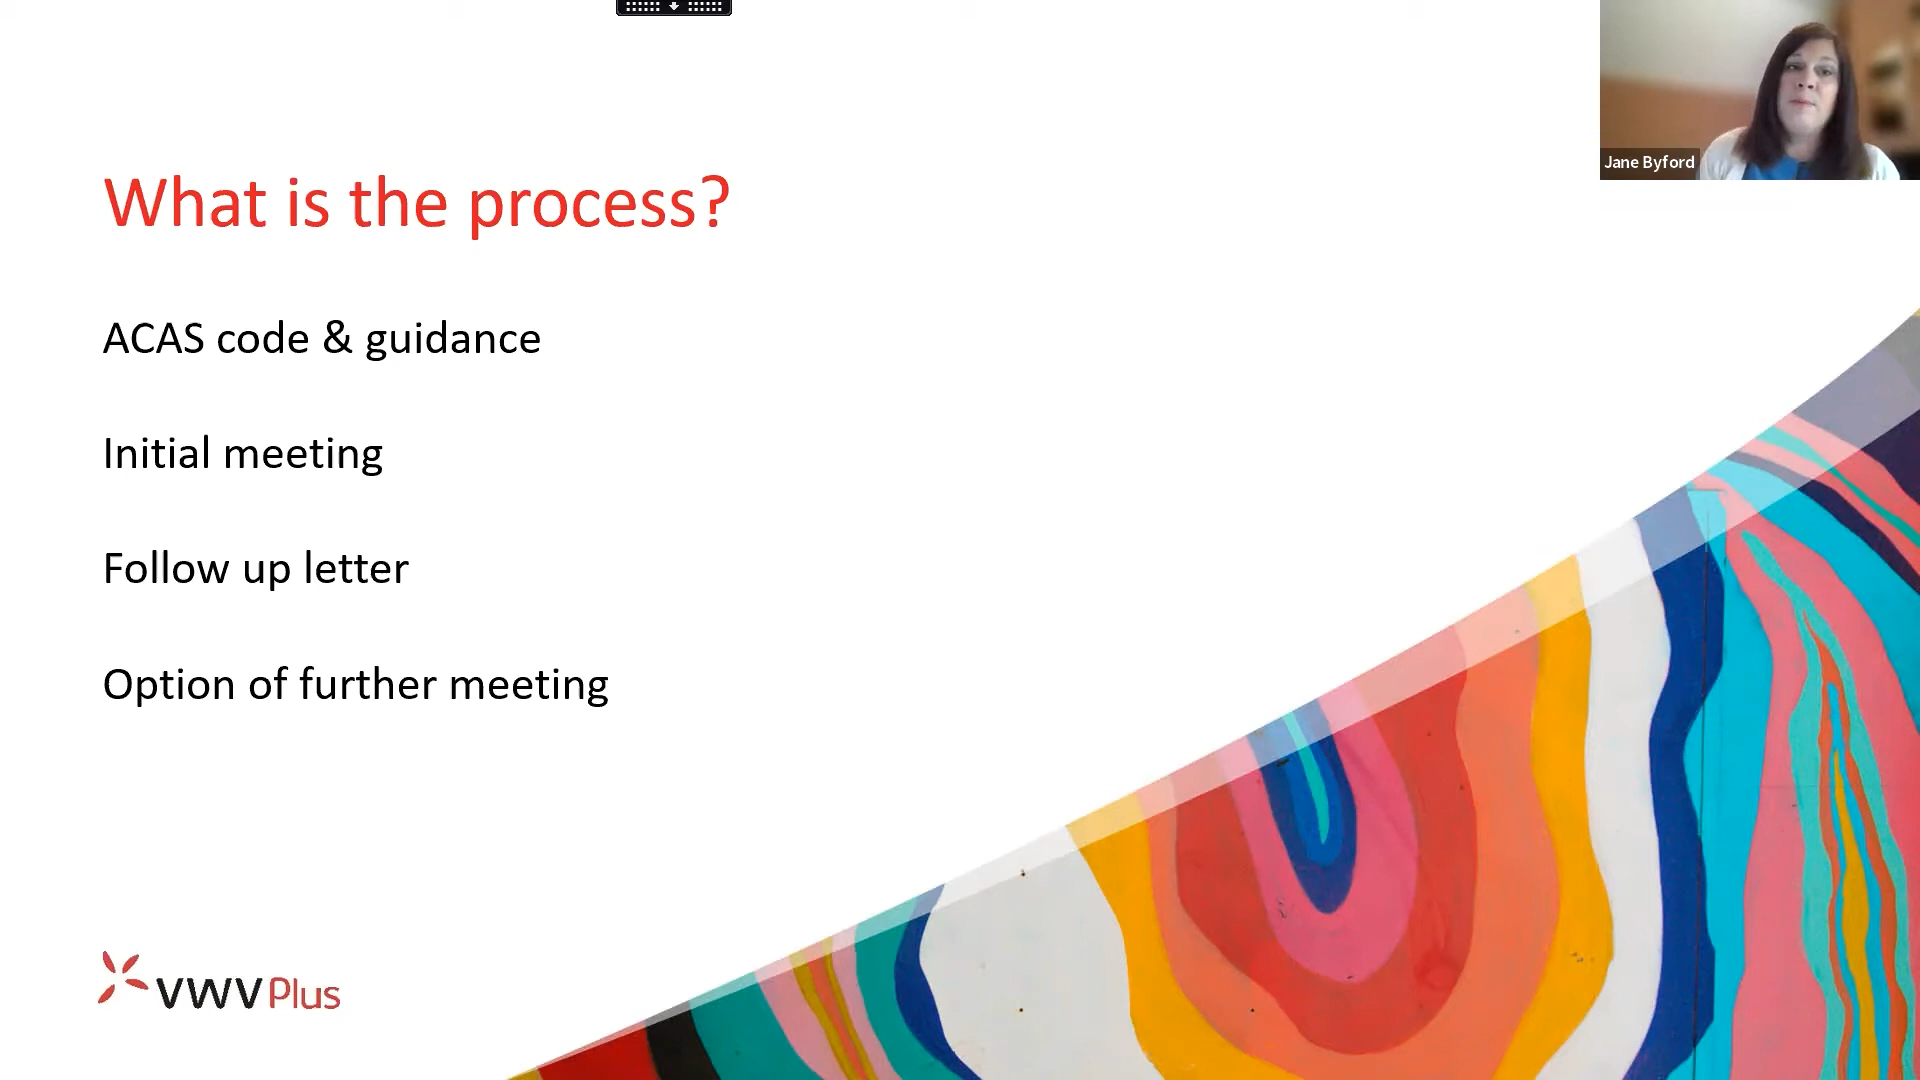 Jane Byford
What is the process?
ACAS code & guidance
Initial meeting
Follow up letter
Option of further meeting
VWV Plus